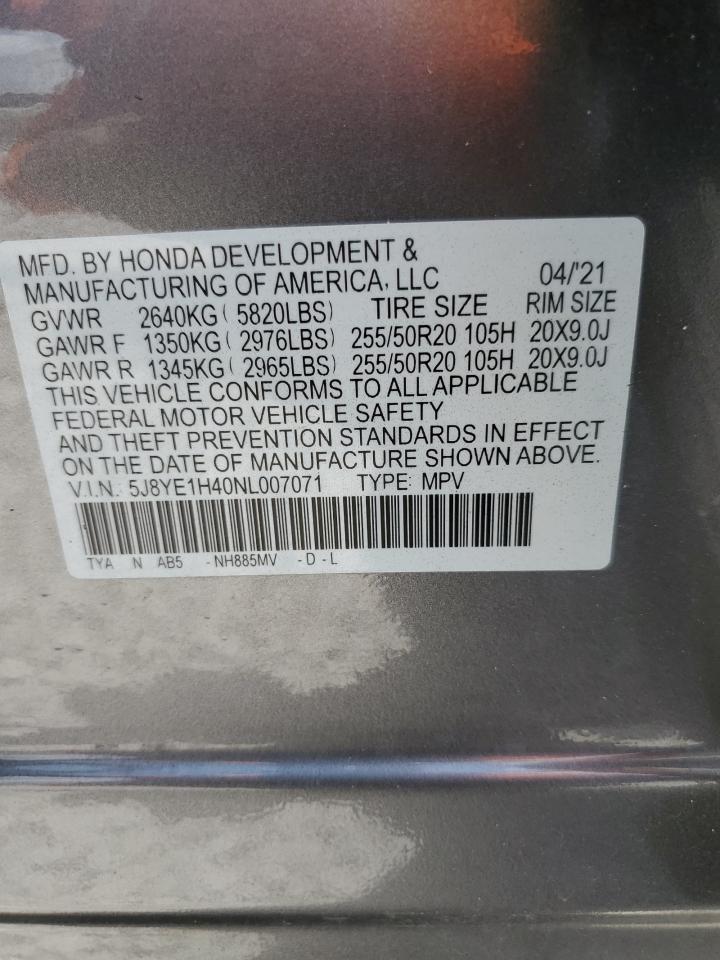 MFD. BY HONDA DEVELOPMENT &
MANUFACTURING OF AMERICA, LLC 04/'21
GVWR 2640KG ( 5820LBS) TIRE SIZE RIM SIZE
GAWR F 1350KG ( 2976LBS) 255/50R20 105H 20X9.0J
GAWR R 1345KG ( 2965LBS) 255/50R20 105H 20X9.0J
THIS VEHICLE CONFORMS TO ALL APPLICABLE
FEDERAL MOTOR VEHICLE SAFETY
AND THEFT PREVENTION STANDARDS IN EFFECT
ON THE DATE OF MANUFACTURE SHOWN ABOVE.
V.I.N. 5J8YE1H40NL007071 TYPE: MPV
TYA N AB5 -NH885MV -D-L